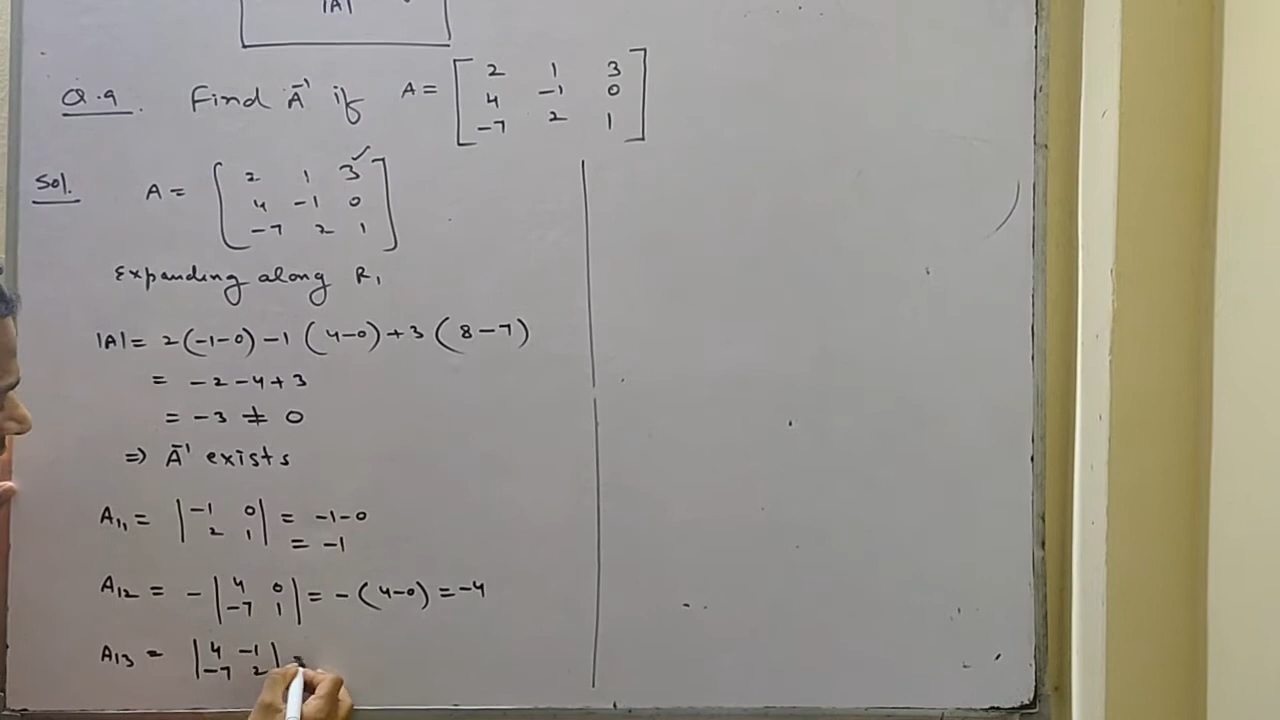 |A|
Q.9. Find A⁻¹ if A = [ 2 1 3
4 -1 0
-7 2 1 ]
Sol. A = [ 2 1 3 ✓
4 -1 0
-7 2 1 ]
Expanding along R₁
|A| = 2(-1-0) -1 (4-0) + 3 (8-7)
= -2-4+3
= -3 ≠ 0
⇒ A⁻¹ exists
A₁₁ = | -1 0
2 1 | = -1-0
= -1
A₁₂ = - | 4 0
-7 1 | = -(4-0) = -4
A₁₃ = | 4 -1
-7 2 | =